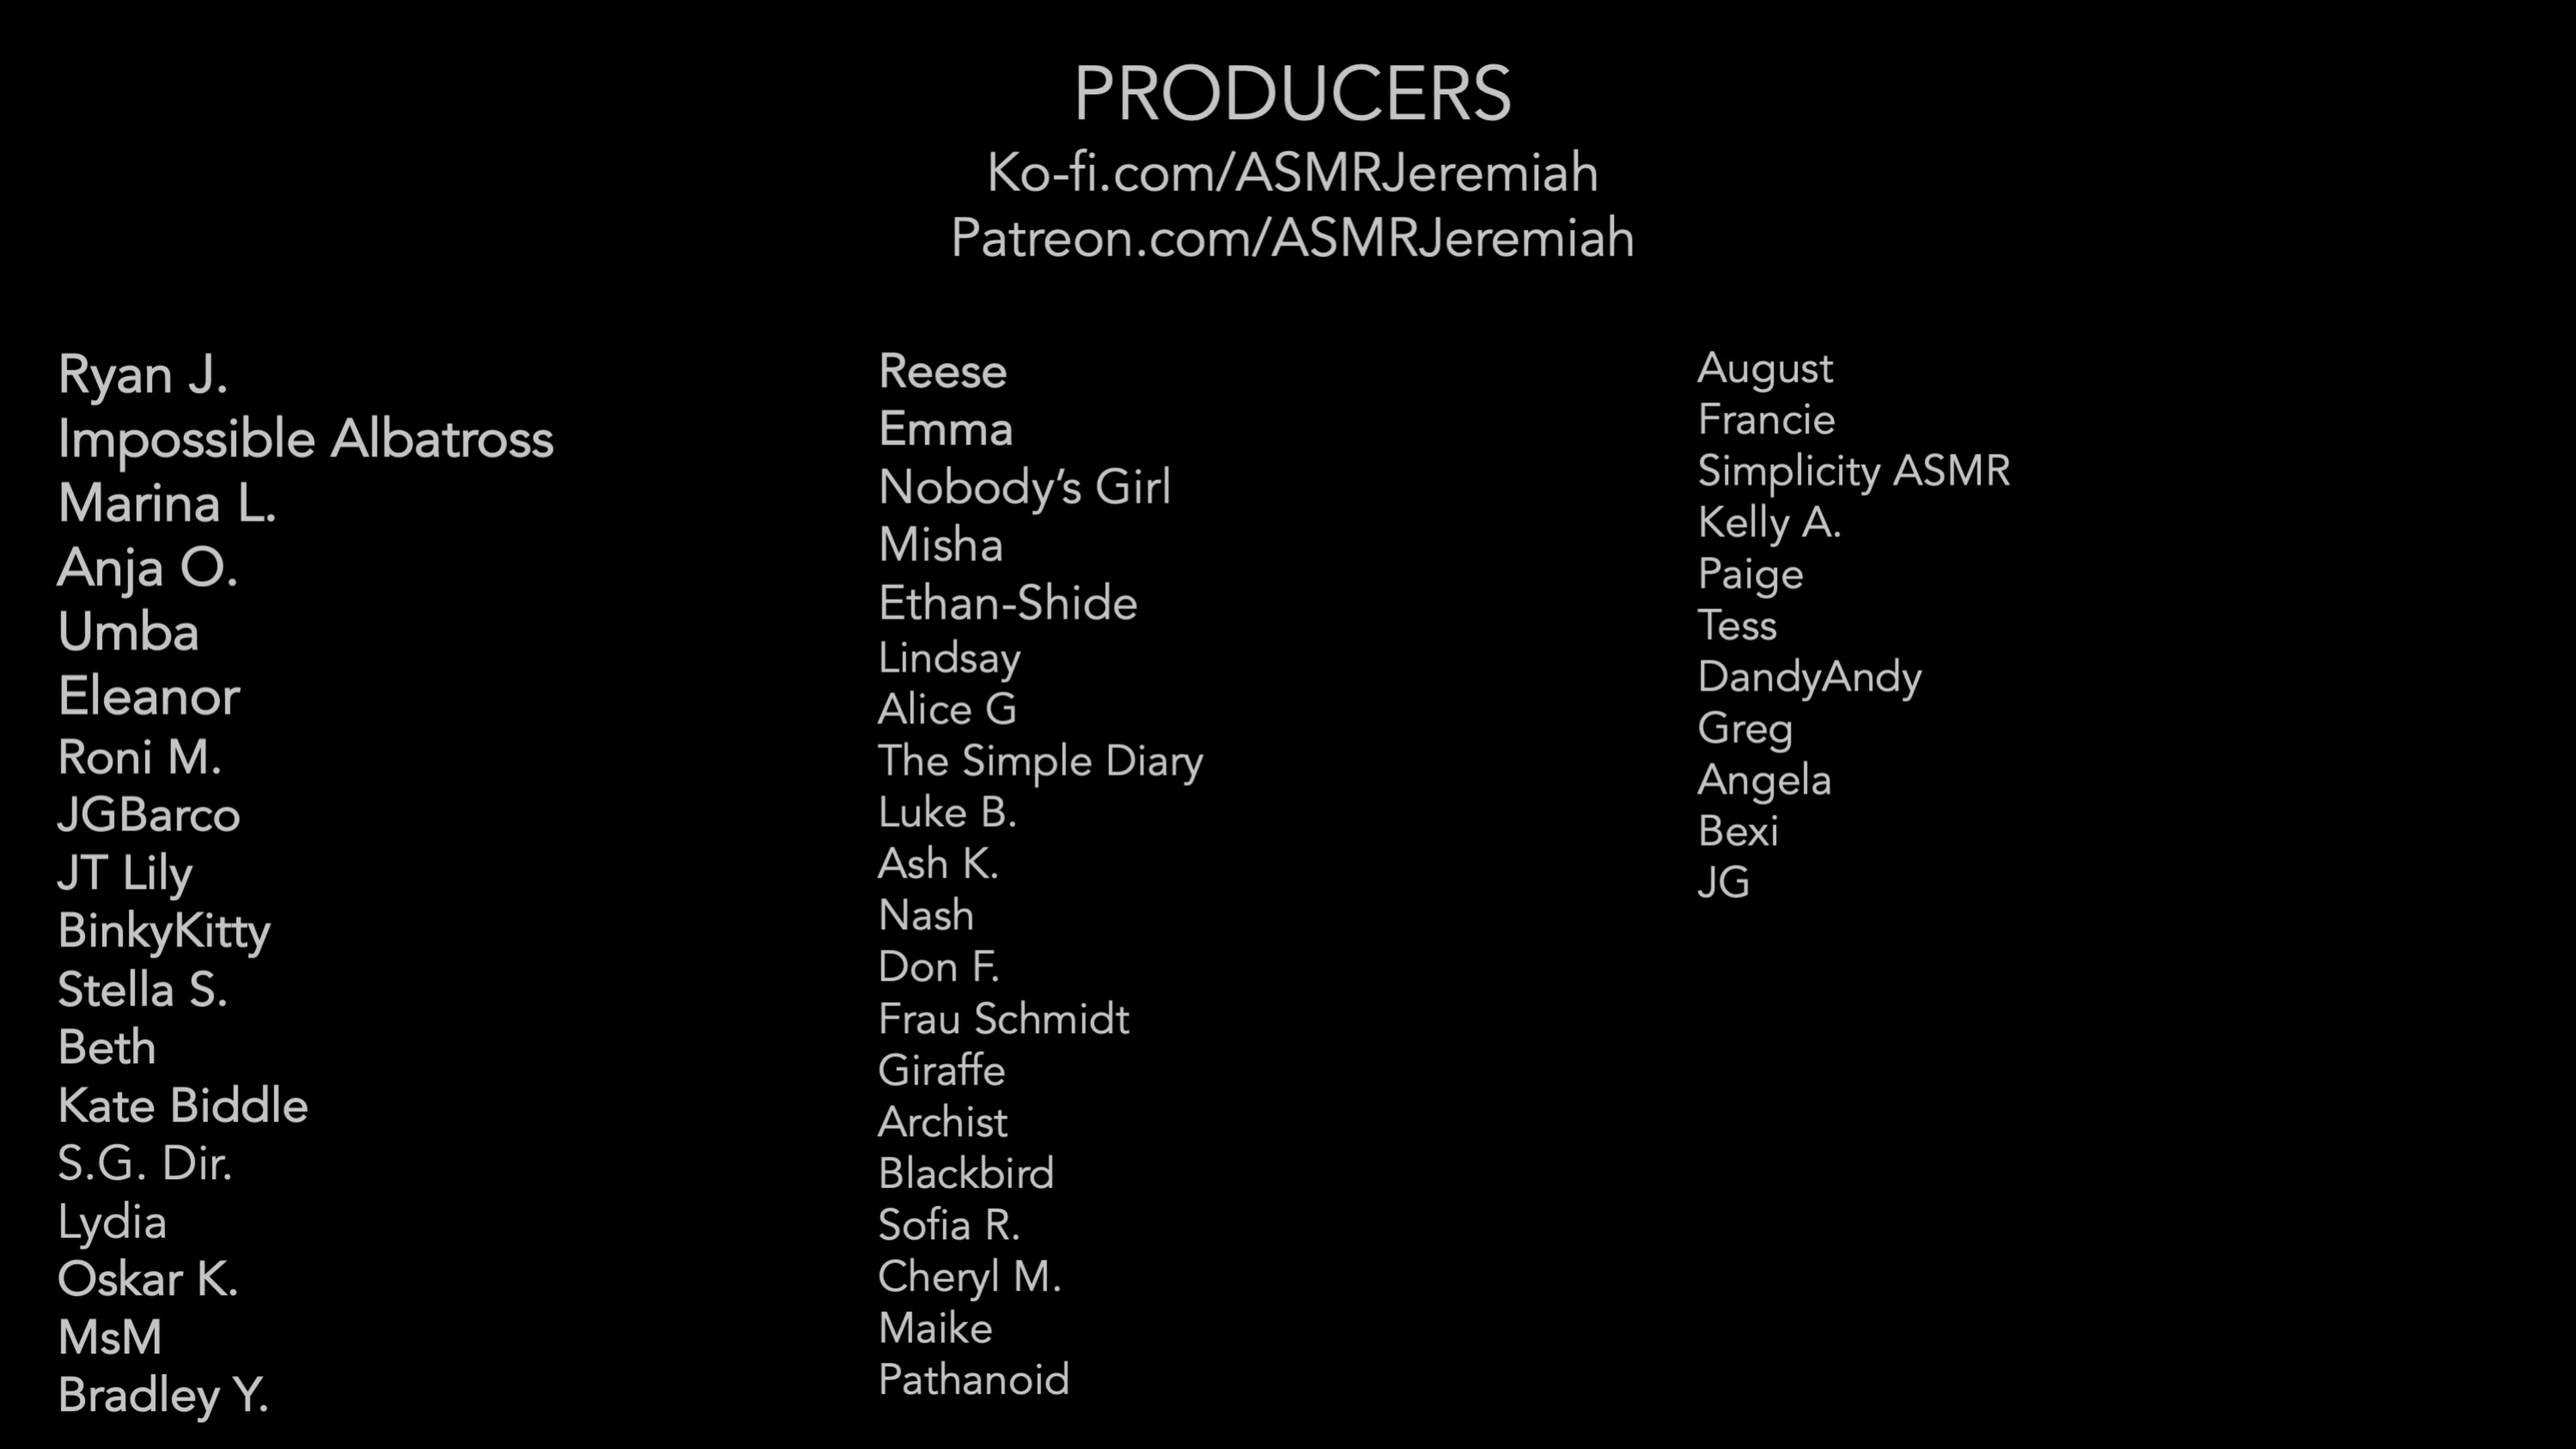 PRODUCERS
Ko-fi.com/ASMRJeremiah
Patreon.com/ASMRJeremiah
Ryan J.
Impossible Albatross
Marina L.
Anja O.
Umba
Eleanor
Roni M.
JGBarco
JT Lily
BinkyKitty
Stella S.
Beth
Kate Biddle
S.G. Dir.
Lydia
Oskar K.
MsM
Bradley Y.
Reese
Emma
Nobody’s Girl
Misha
Ethan-Shide
Lindsay
Alice G
The Simple Diary
Luke B.
Ash K.
Nash
Don F.
Frau Schmidt
Giraffe
Archist
Blackbird
Sofia R.
Cheryl M.
Maike
Pathanoid
August
Francie
Simplicity ASMR
Kelly A.
Paige
Tess
DandyAndy
Greg
Angela
Bexi
JG